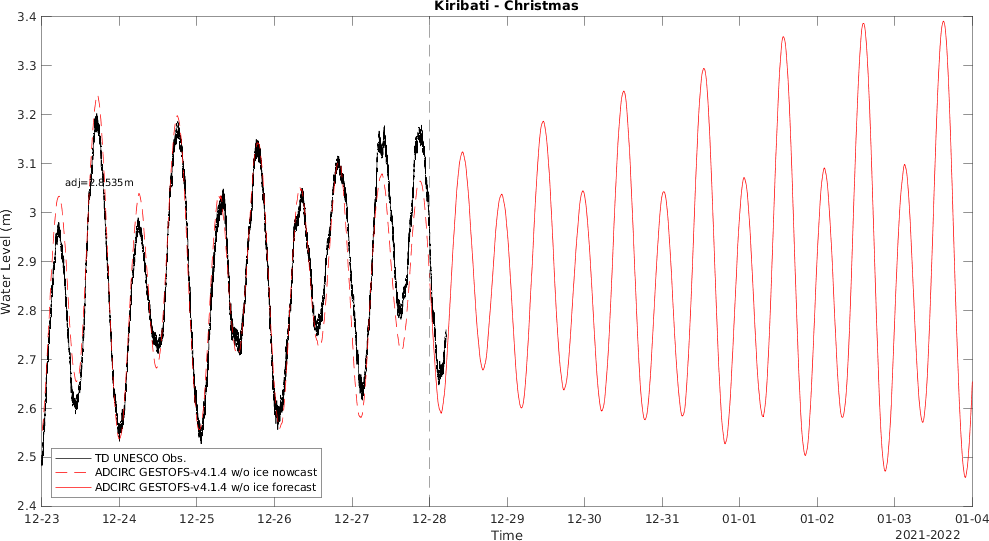 Kiribati - Christmas
3.4
3.3
3.2
3.1
3
2.9
2.8
2.7
2.6
2.5
2.4
Water Level (m)
adj=2.8535m
TD UNESCO Obs.
ADCIRC GESTOFS-v4.1.4 w/o ice nowcast
ADCIRC GESTOFS-v4.1.4 w/o ice forecast
12-23 12-24 12-25 12-26 12-27 12-28 12-29 12-30 12-31 01-01 01-02 01-03 01-04
Time
2021-2022